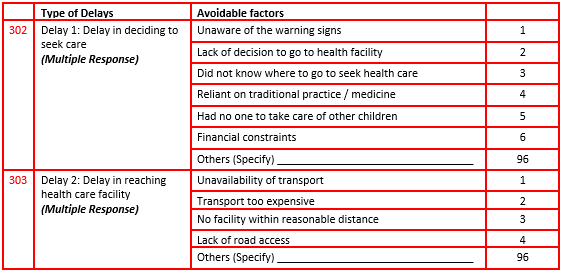 Type of Delays Avoidable factors
302 Delay 1: Delay in deciding to seek care (Multiple Response)
Unaware of the warning signs 1
Lack of decision to go to health facility 2
Did not know where to go to seek health care 3
Reliant on traditional practice / medicine 4
Had no one to take care of other children 5
Financial constraints 6
Others (Specify) ________________________________ 96
303 Delay 2: Delay in reaching health care facility (Multiple Response)
Unavailability of transport 1
Transport too expensive 2
No facility within reasonable distance 3
Lack of road access 4
Others (Specify) ________________________________ 96